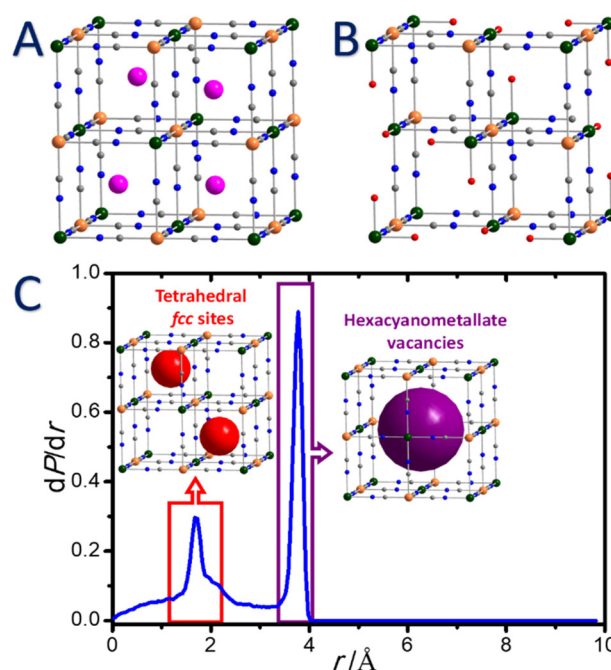 A
B
C
1.0
0.8
0.6
0.4
0.2
0.0
dP/dr
Tetrahedral
fcc sites
Hexacyanometallate
vacancies
0
2
4
6
8
10
r/Å